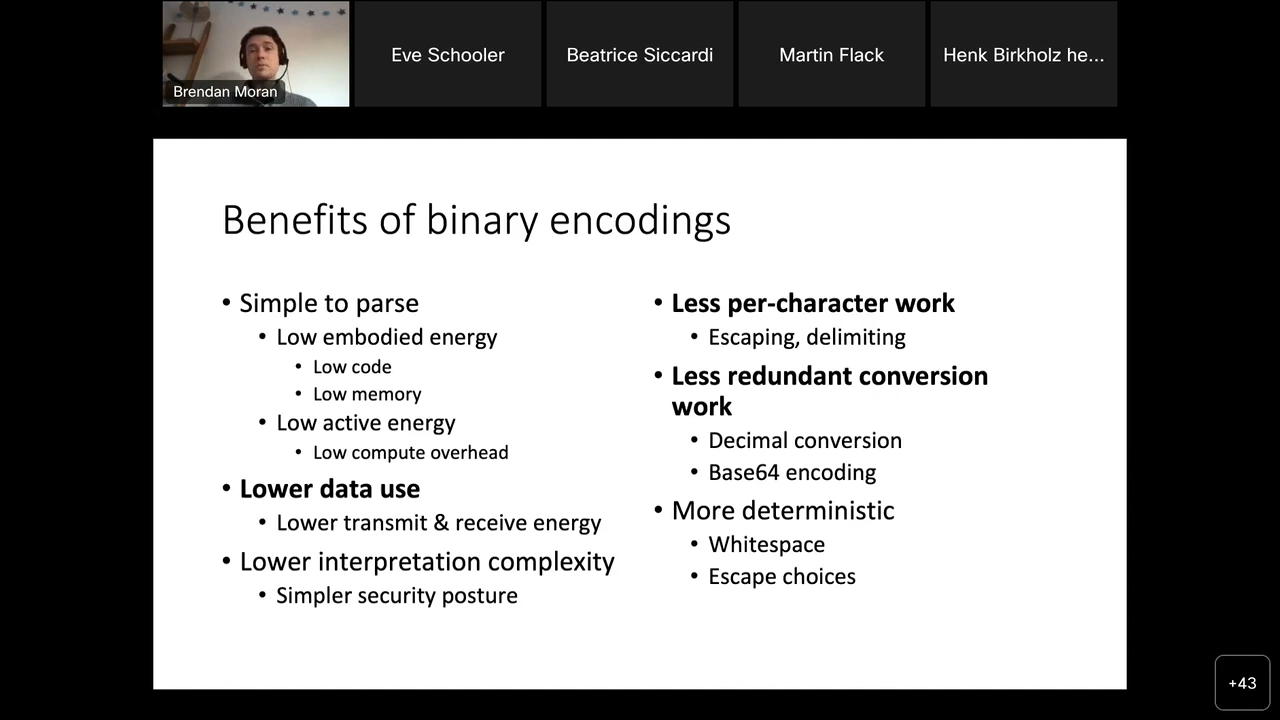 Brendan Moran
Eve Schooler
Beatrice Siccardi
Martin Flack
Henk Birkholz he...
Benefits of binary encodings
• Simple to parse
• Low embodied energy
• Low code
• Low memory
• Low active energy
• Low compute overhead
• Lower data use
• Lower transmit & receive energy
• Lower interpretation complexity
• Simpler security posture
• Less per-character work
• Escaping, delimiting
• Less redundant conversion
work
• Decimal conversion
• Base64 encoding
• More deterministic
• Whitespace
• Escape choices
+43